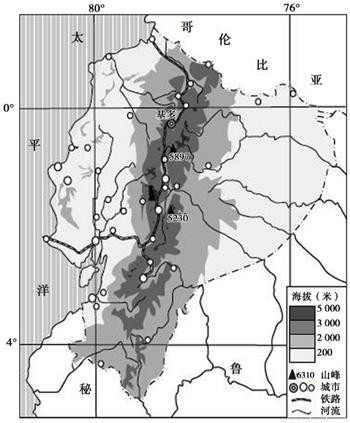 80° 76°
太 哥 伦 比 亚
0°
基多
平
5897
5230
洋
海拔（米）
5 000
3 000
2 000
200
▲6310 山峰
城市
铁路
河流
4°
秘 鲁